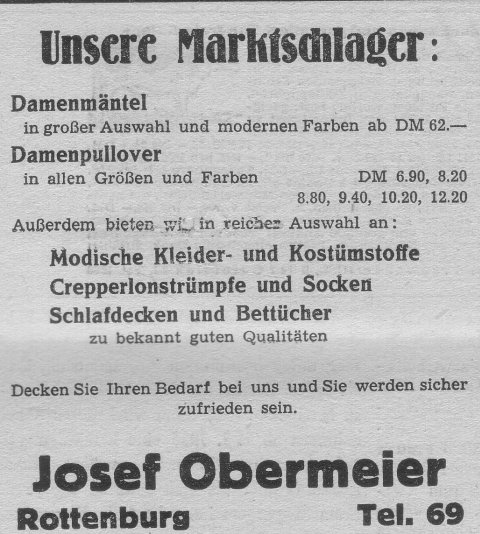 Unsere Marktschlager:
Damenmäntel
in großer Auswahl und modernen Farben ab DM 62.—
Damenpullover
in allen Größen und Farben DM 6.90, 8.20
8.80, 9.40, 10.20, 12.20
Außerdem bieten wir in reicher Auswahl an:
Modische Kleider- und Kostümstoffe
Crepperlonstrümpfe und Socken
Schlafdecken und Bettücher
zu bekannt guten Qualitäten
Decken Sie Ihren Bedarf bei uns und Sie werden sicher
zufrieden sein.
Josef Obermeier
Rottenburg Tel. 69